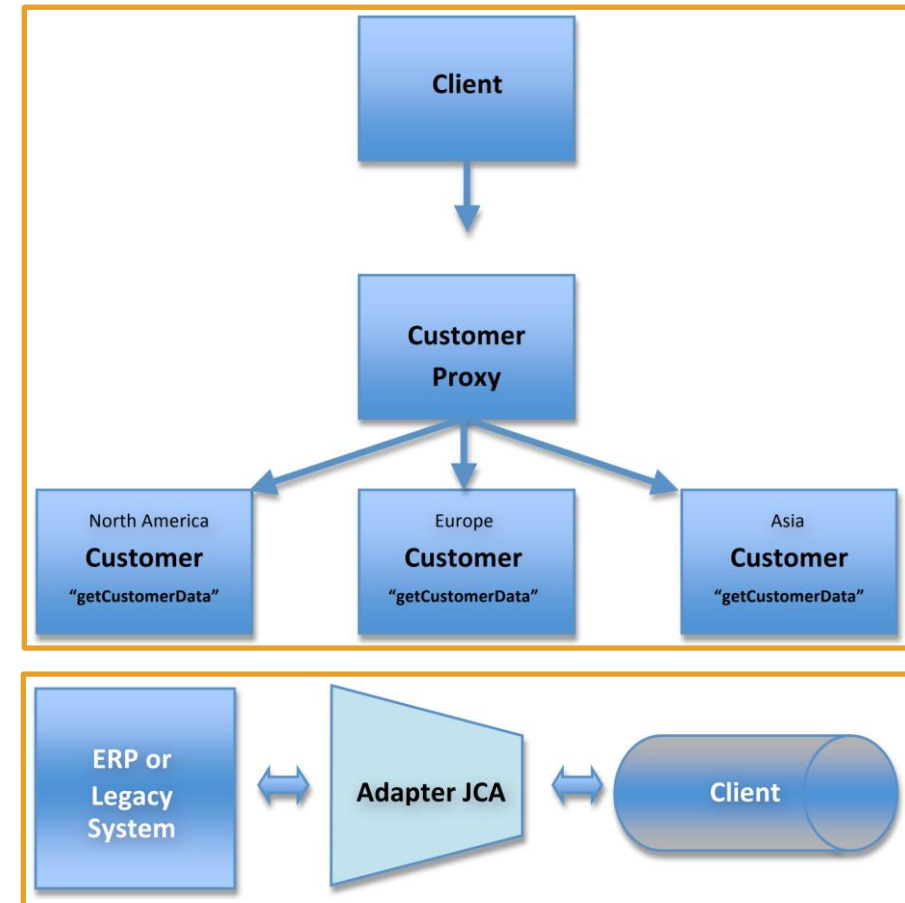 Client
Customer
Proxy
North America
Customer
“getCustomerData”
Europe
Customer
“getCustomerData”
Asia
Customer
“getCustomerData”
ERP or
Legacy
System
Adapter JCA
Client